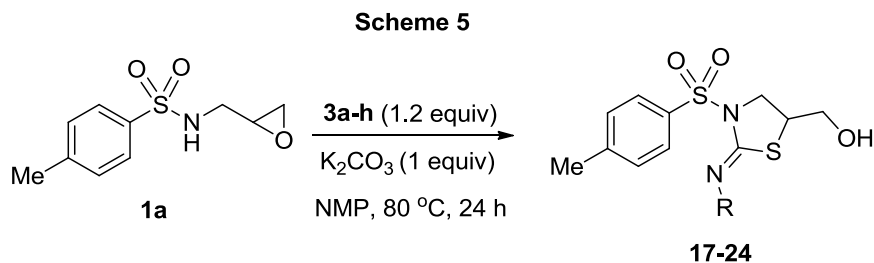 Scheme 5
O
O
S
N
H
O
Me
1a
3a-h (1.2 equiv)
K₂CO₃ (1 equiv)
NMP, 80 °C, 24 h
O
O
S
N
S
OH
Me
N
R
17-24